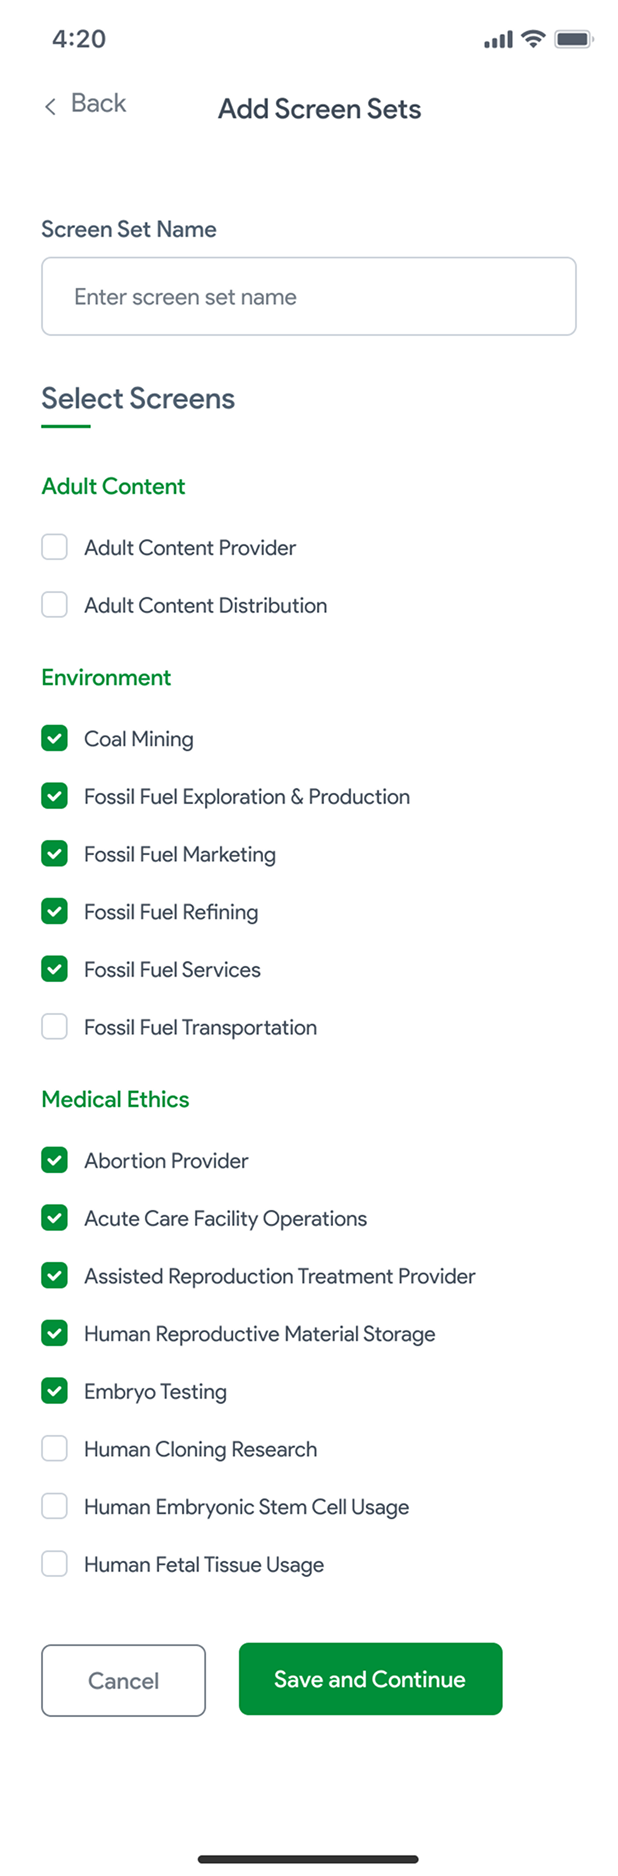 4:20
Back
Add Screen Sets
Screen Set Name
Enter screen set name
Select Screens
Adult Content
Adult Content Provider
Adult Content Distribution
Environment
Coal Mining
Fossil Fuel Exploration & Production
Fossil Fuel Marketing
Fossil Fuel Refining
Fossil Fuel Services
Fossil Fuel Transportation
Medical Ethics
Abortion Provider
Acute Care Facility Operations
Assisted Reproduction Treatment Provider
Human Reproductive Material Storage
Embryo Testing
Human Cloning Research
Human Embryonic Stem Cell Usage
Human Fetal Tissue Usage
Cancel
Save and Continue